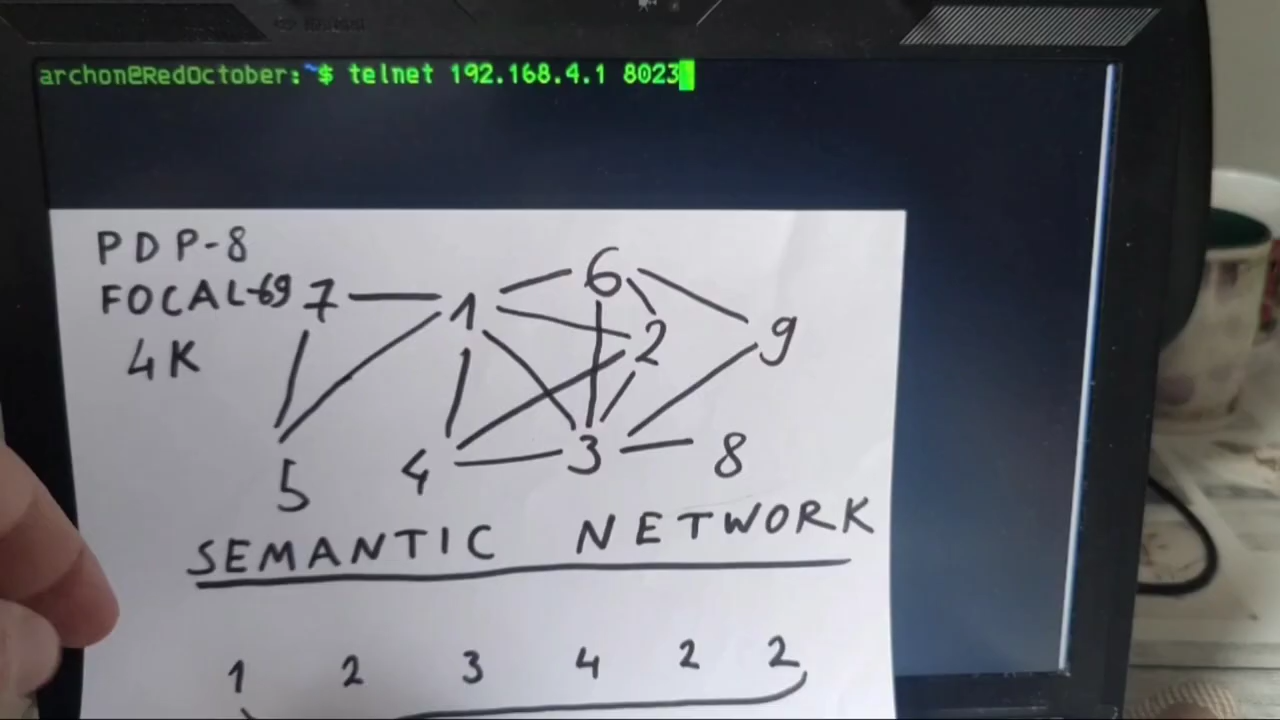 archon@RedOctober:~$ telnet 192.168.4.1 8023
PDP-8
FOCAL-69
4K
6
7 1
2 9
5 4 3 8
SEMANTIC NETWORK
1 2 3 4 2 2